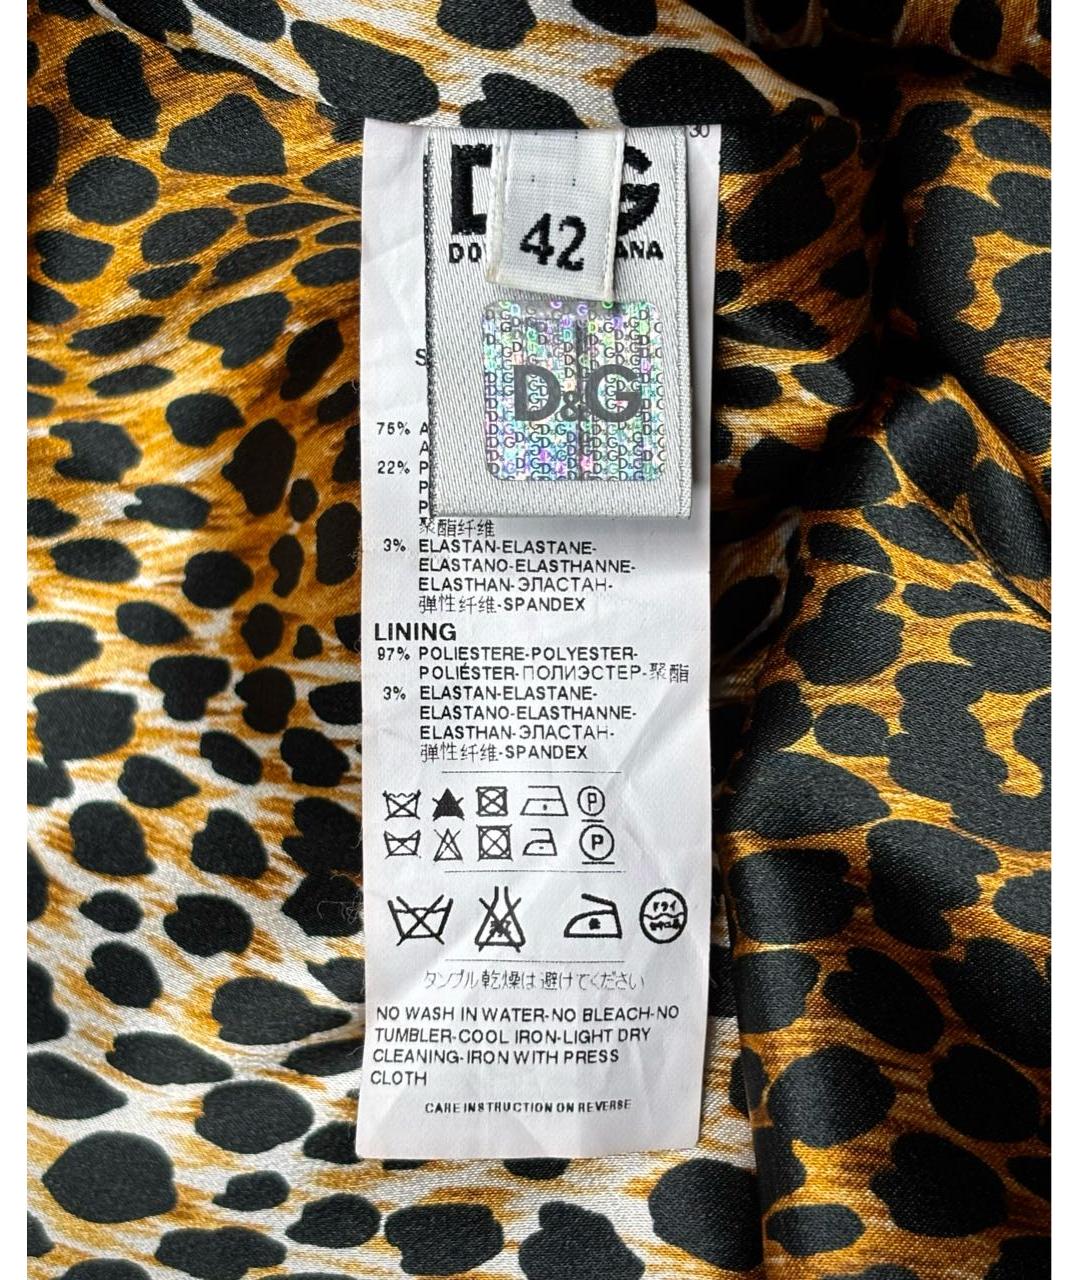 30
42
D&G
S
75% A
A
22% P
P
P
聚酯纤维
3% ELASTAN-ELASTANE-
ELASTANO-ELASTHANNE-
ELASTHAN-ЭЛАСТАН-
弹性纤维-SPANDEX
LINING
97% POLIESTERE-POLYESTER-
POLIÉSTER-ПОЛИЭСТЕР-聚酯
3% ELASTAN-ELASTANE-
ELASTANO-ELASTHANNE-
ELASTHAN-ЭЛАСТАН-
弹性纤维-SPANDEX
P
P
ドライ
タンブル乾燥は避けてください
NO WASH IN WATER-NO BLEACH-NO
TUMBLER-COOL IRON-LIGHT DRY
CLEANING-IRON WITH PRESS
CLOTH
CARE INSTRUCTION ON REVERSE